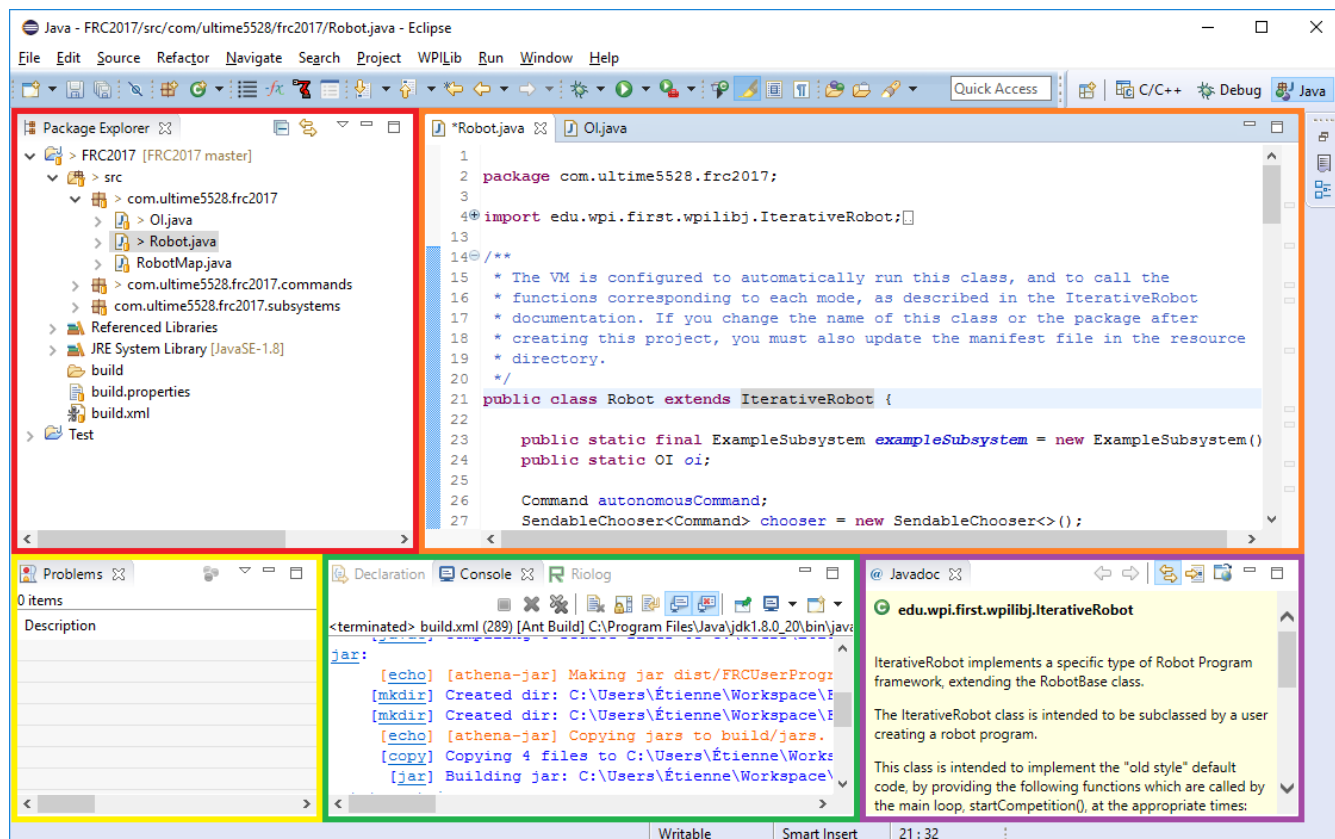 Java - FRC2017/src/com/ultime5528/frc2017/Robot.java - Eclipse
File Edit Source Refactor Navigate Search Project WPILib Run Window Help
Quick Access C/C++ Debug Java
Package Explorer
> FRC2017 [FRC2017 master]
> src
> com.ultime5528.frc2017
> OI.java
> Robot.java
RobotMap.java
> com.ultime5528.frc2017.commands
com.ultime5528.frc2017.subsystems
Referenced Libraries
JRE System Library [JavaSE-1.8]
build
build.properties
build.xml
Test
*Robot.java OI.java
1
2 package com.ultime5528.frc2017;
3
4 import edu.wpi.first.wpilibj.IterativeRobot;
13
14 /**
15 * The VM is configured to automatically run this class, and to call the
16 * functions corresponding to each mode, as described in the IterativeRobot
17 * documentation. If you change the name of this class or the package after
18 * creating this project, you must also update the manifest file in the resource
19 * directory.
20 */
21 public class Robot extends IterativeRobot {
22
23 public static final ExampleSubsystem exampleSubsystem = new ExampleSubsystem()
24 public static OI oi;
25
26 Command autonomousCommand;
27 SendableChooser<Command> chooser = new SendableChooser<>();
Problems
0 items
Description
Declaration Console Riolog
<terminated> build.xml (289) [Ant Build] C:\Program Files\Java\jdk1.8.0_20\bin\java
jar:
[echo] [athena-jar] Making jar dist/FRCUserProgr
[mkdir] Created dir: C:\Users\Étienne\Workspace\
[mkdir] Created dir: C:\Users\Étienne\Workspace\
[echo] [athena-jar] Copying jars to build/jars.
[copy] Copying 4 files to C:\Users\Étienne\Works
[jar] Building jar: C:\Users\Étienne\Workspace\
@ Javadoc
edu.wpi.first.wpilibj.IterativeRobot
IterativeRobot implements a specific type of Robot Program
framework, extending the RobotBase class.
The IterativeRobot class is intended to be subclassed by a user
creating a robot program.
This class is intended to implement the "old style" default
code, by providing the following functions which are called by
the main loop, startCompetition(), at the appropriate times:
Writable Smart Insert 21 : 32